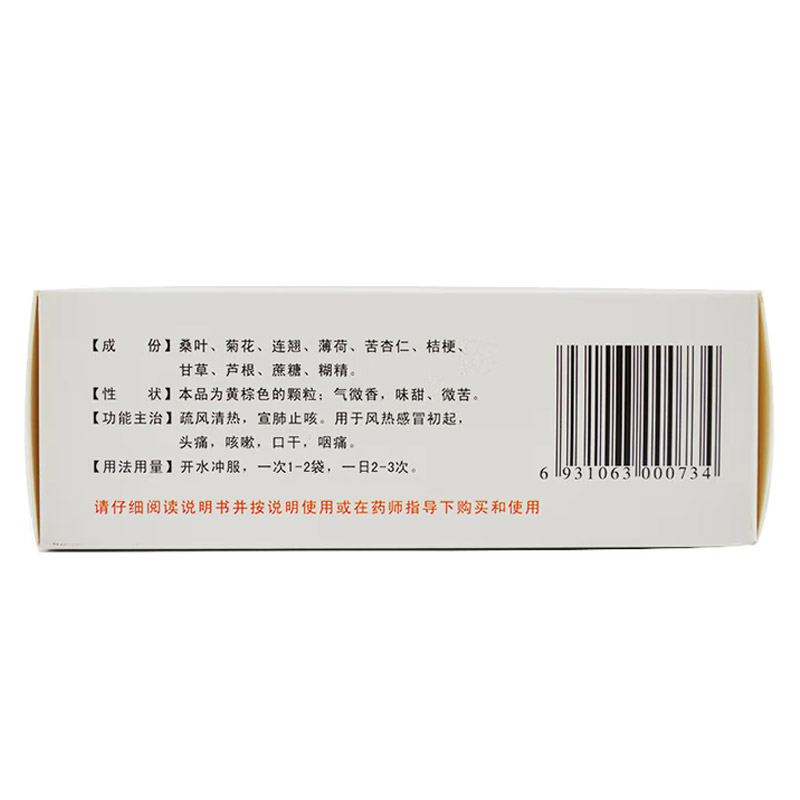 【成　份】桑叶、菊花、连翘、薄荷、苦杏仁、桔梗、
甘草、芦根、蔗糖、糊精。
【性　状】本品为黄棕色的颗粒；气微香，味甜、微苦。
【功能主治】疏风清热，宣肺止咳。用于风热感冒初起，
头痛，咳嗽，口干，咽痛。
【用法用量】开水冲服，一次1-2袋，一日2-3次。
请仔细阅读说明书并按说明使用或在药师指导下购买和使用
6 931063 000734